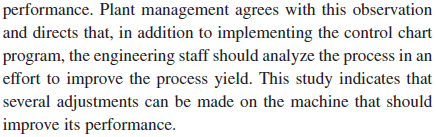 performance. Plant management agrees with this observation
and directs that, in addition to implementing the control chart
program, the engineering staff should analyze the process in an
effort to improve the process yield. This study indicates that
several adjustments can be made on the machine that should
improve its performance.